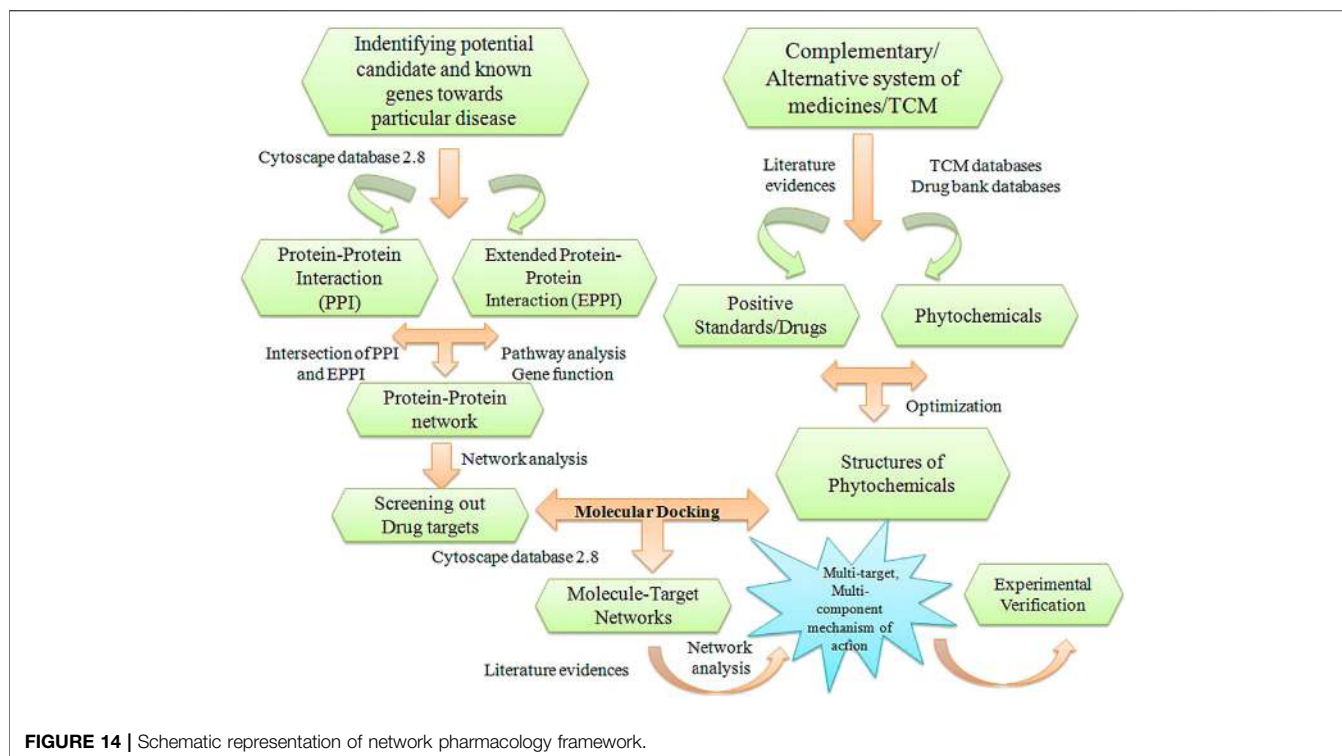 Indentifying potential
candidate and known
genes towards
particular disease
Complementary/
Alternative system of
medicines/TCM
Cytoscape database 2.8
Literature
evidences
TCM databases
Drug bank databases
Protein-Protein
Interaction
(PPI)
Extended Protein-
Protein
Interaction (EPPI)
Positive
Standards/Drugs
Phytochemicals
Intersection of PPI
and EPPI
Pathway analysis
Gene function
Protein-Protein
network
Optimization
Network analysis
Structures of
Phytochemicals
Screening out
Drug targets
Molecular Docking
Cytoscape database 2.8
Molecule-Target
Networks
Multi-target,
Multi-
component
mechanism of
action
Experimental
Verification
Literature evidences
Network
analysis
FIGURE 14 | Schematic representation of network pharmacology framework.